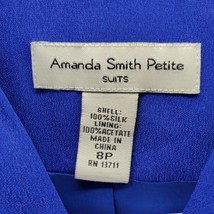 Amanda Smith Petite
SUITS
SHELL:
100%SILK
LINING:
100%ACETATE
MADE IN
CHINA
8P
RN 13711